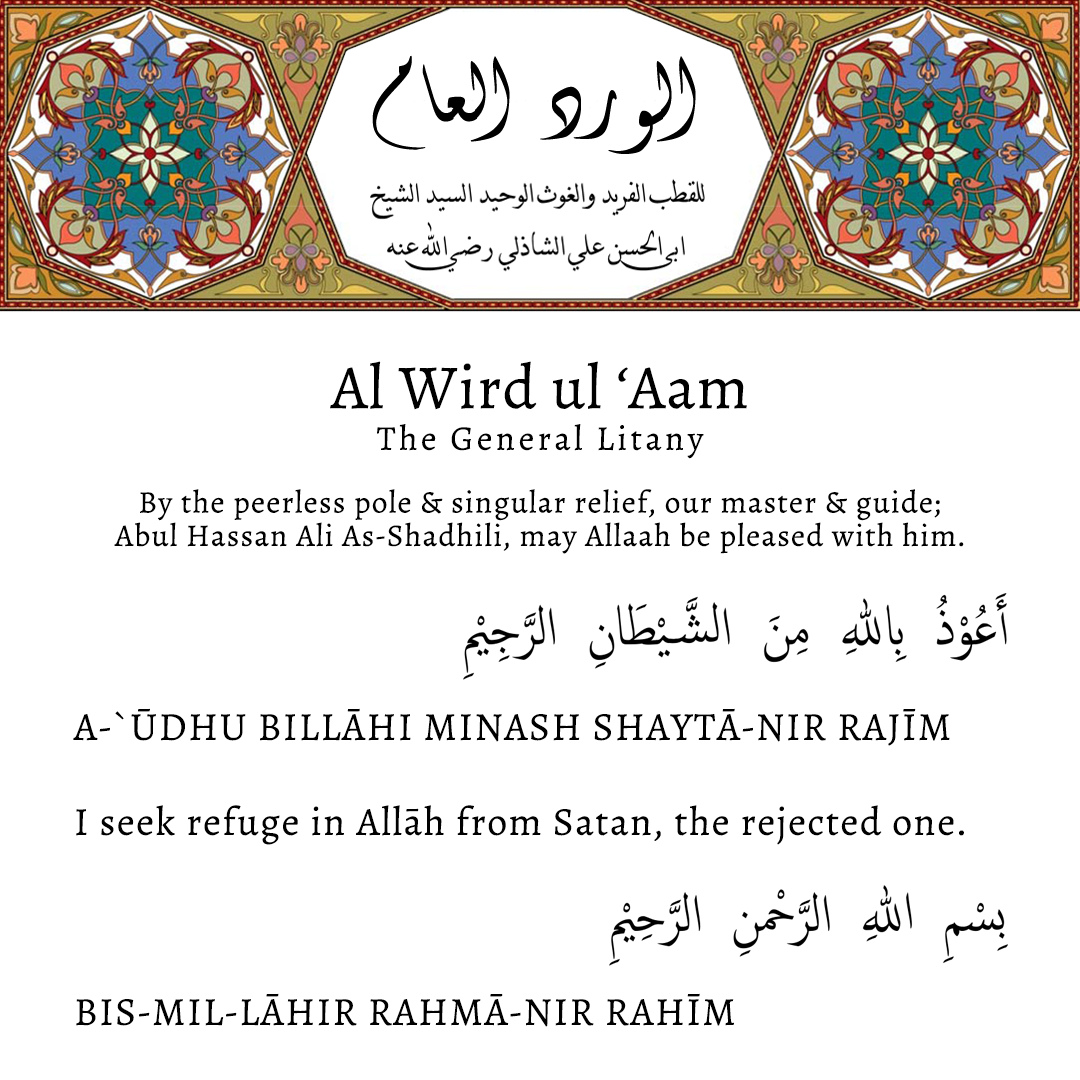 الورد العام
للقطب الفريد والغوث الوحيد السيد الشيخ
ابي الحسن علي الشاذلي رضي الله عنه
Al Wird ul ‘Aam
The General Litany
By the peerless pole & singular relief, our master & guide;
Abul Hassan Ali As-Shadhili, may Allaah be pleased with him.
أَعُوْذُ بِاللهِ مِنَ الشَّيْطَانِ الرَّجِيْمِ
A-`ŪDHU BILLĀHI MINASH SHAYTĀ-NIR RAJĪM
I seek refuge in Allāh from Satan, the rejected one.
بِسْمِ اللهِ الرَّحْمنِ الرَّحِيْمِ
BIS-MIL-LĀHIR RAHMĀ-NIR RAHĪM